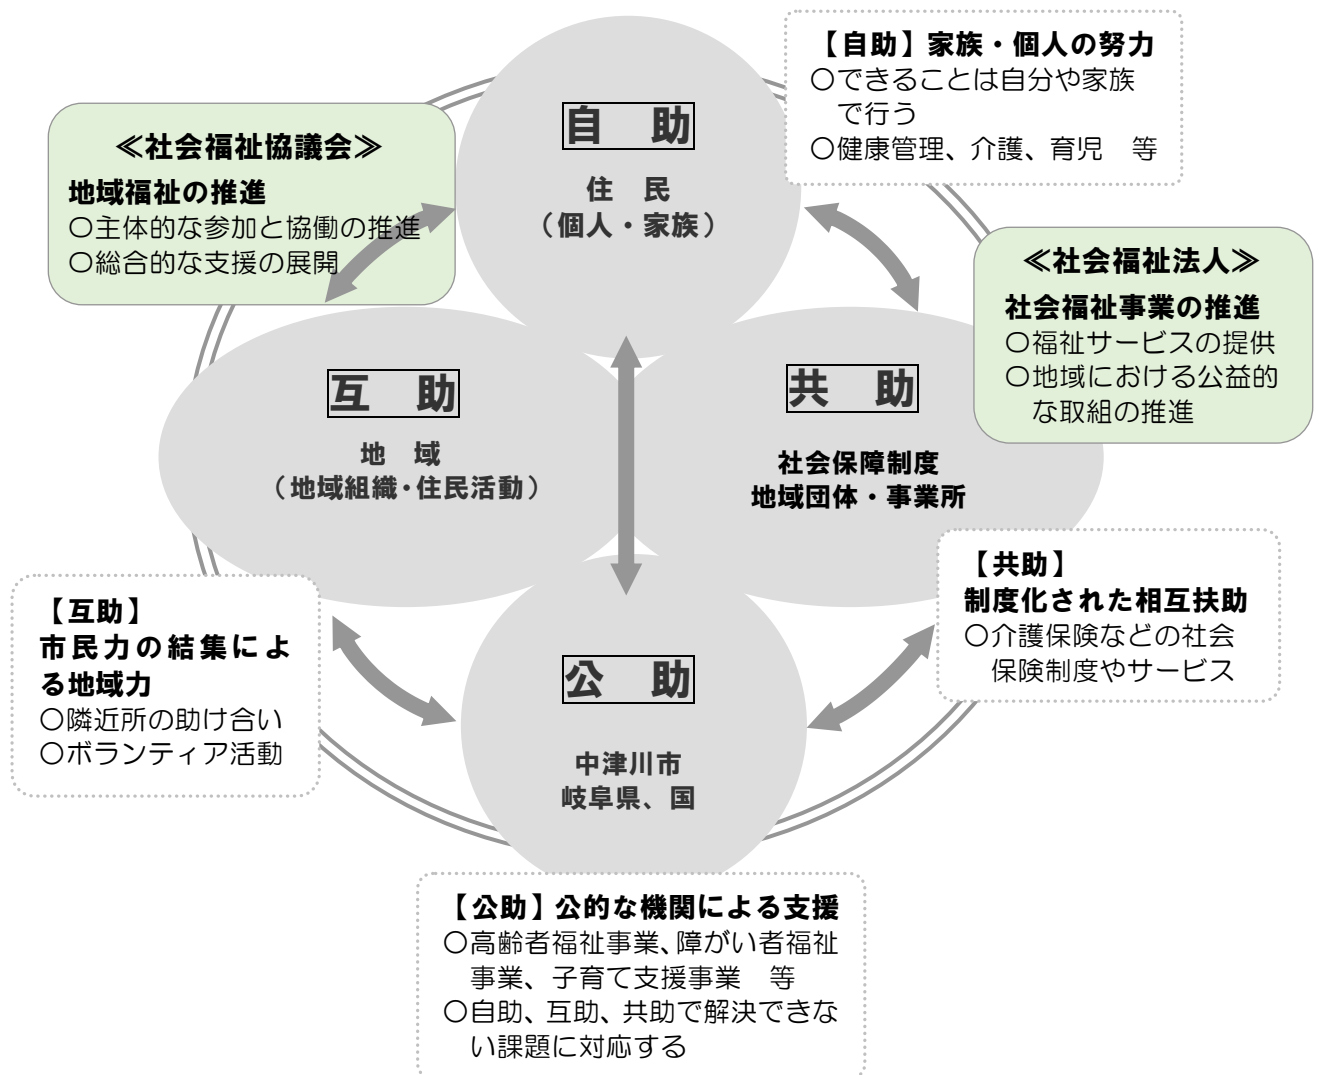 自　助
住　民
（個人・家族）
【自助】家族・個人の努力
○できることは自分や家族
で行う
○健康管理、介護、育児　等
≪社会福祉協議会≫
地域福祉の推進
○主体的な参加と協働の推進
○総合的な支援の展開
≪社会福祉法人≫
社会福祉事業の推進
○福祉サービスの提供
○地域における公益的
な取組の推進
互　助
地　域
（地域組織・住民活動）
共　助
社会保障制度
地域団体・事業所
【互助】
市民力の結集によ
る地域力
○隣近所の助け合い
○ボランティア活動
【共助】
制度化された相互扶助
○介護保険などの社会
保険制度やサービス
公　助
中津川市
岐阜県、国
【公助】公的な機関による支援
○高齢者福祉事業、障がい者福祉
事業、子育て支援事業　等
○自助、互助、共助で解決できな
い課題に対応する